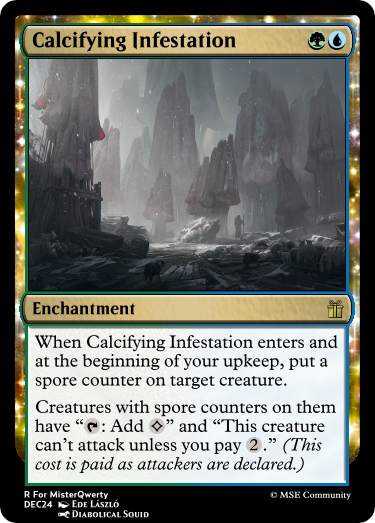 Calcifying Infestation
Enchantment
When Calcifying Infestation enters and
at the beginning of your upkeep, put a
spore counter on target creature.
Creatures with spore counters on them
have “: Add ” and “This creature
can’t attack unless you pay 2.” (This
cost is paid as attackers are declared.)
R For MisterQwerty
DEC24 Ede László
Diabolical Squid
© MSE Community